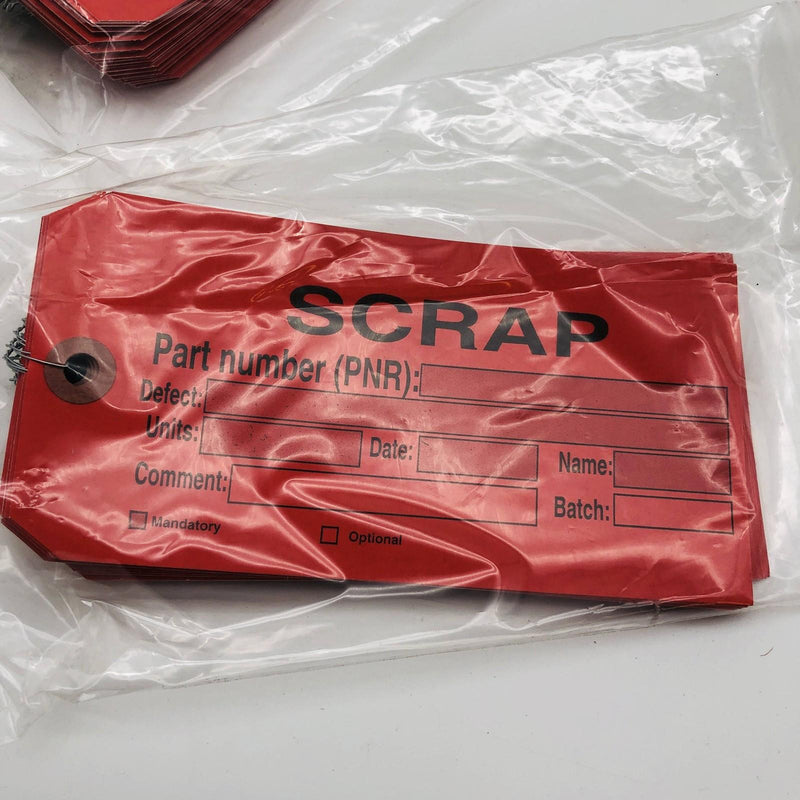 SCRAP
Part number (PNR):
Defect:
Units: Date: Name:
Comment: Batch:
Mandatory Optional